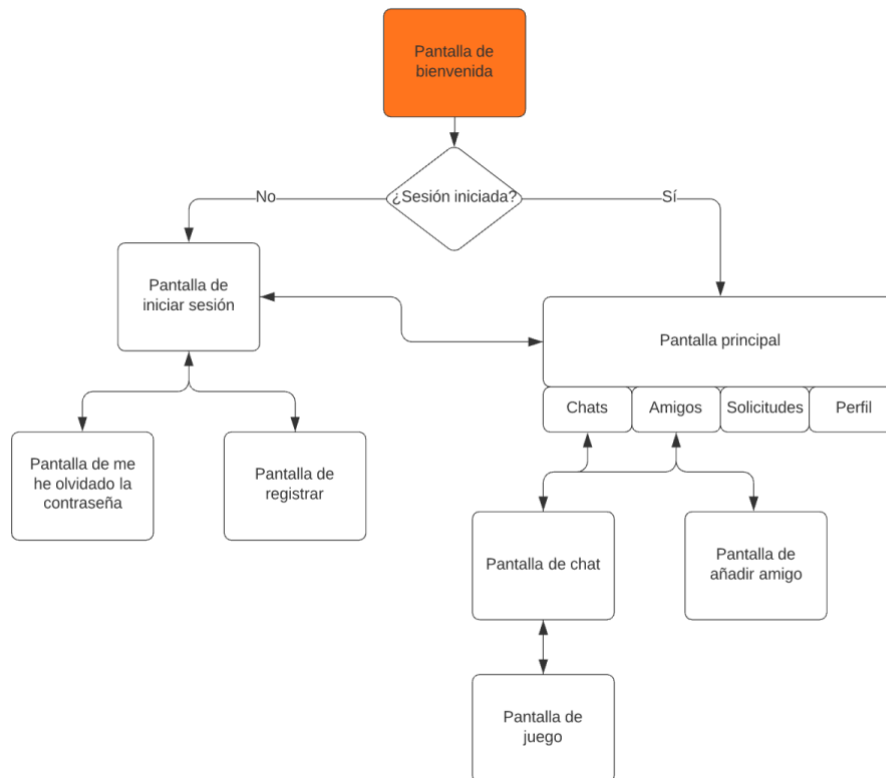 Pantalla de
bienvenida
¿Sesión iniciada?
No
Sí
Pantalla de
iniciar sesión
Pantalla principal
Chats
Amigos
Solicitudes
Perfil
Pantalla de me
he olvidado la
contraseña
Pantalla de
registrar
Pantalla de chat
Pantalla de
añadir amigo
Pantalla de
juego